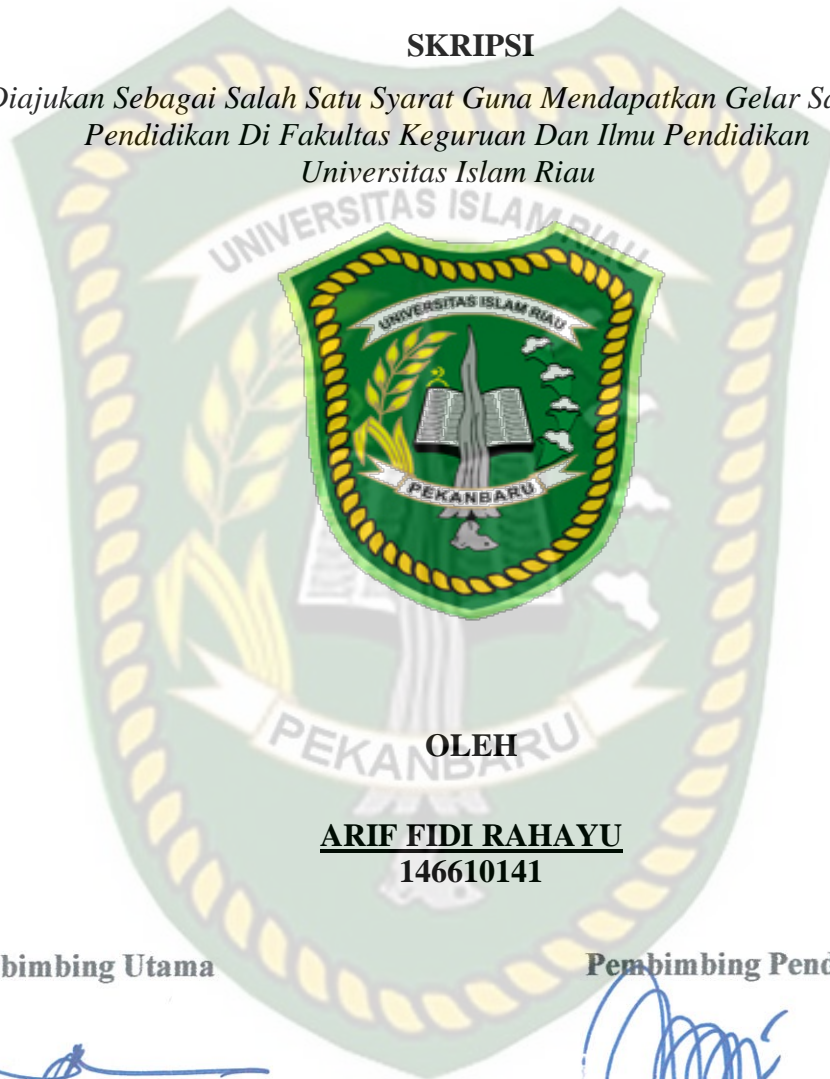 SKRIPSI
Diajukan Sebagai Salah Satu Syarat Guna Mendapatkan Gelar Sa
Pendidikan Di Fakultas Keguruan Dan Ilmu Pendidikan
Universitas Islam Riau
UNIVERSITAS ISLAM RIAU
UNIVERSITAS ISLAM RIAU
PEKANBARU
PEKANBARU
OLEH
ARIF FIDI RAHAYU
146610141
bimbing Utama
Pembimbing Pend